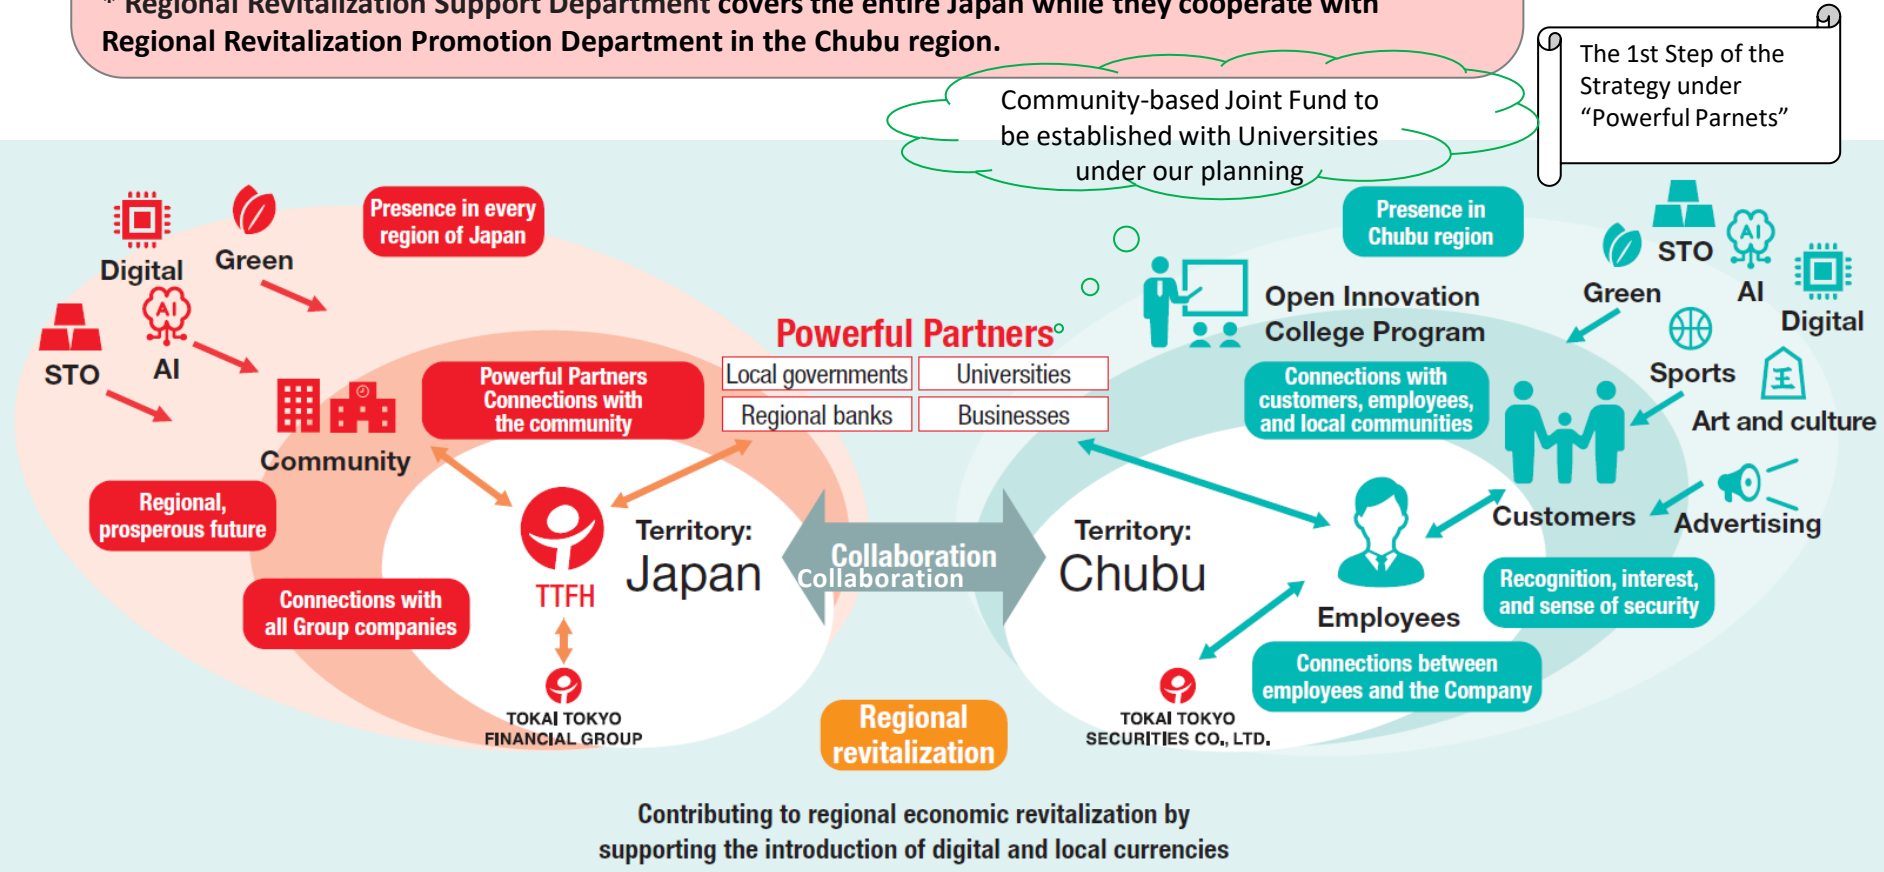 * Regional Revitalization Support Department covers the entire Japan while they cooperate with
Regional Revitalization Promotion Department in the Chubu region.
The 1st Step of the
Strategy under
“Powerful Parnets”
Community-based Joint Fund to
be established with Universities
under our planning
Presence in every
region of Japan
Digital
Green
STO
AI
AI
Community
Powerful Partners
Connections with
the community
Regional,
prosperous future
Connections with
all Group companies
TTFH
Territory:
Japan
TOKAI TOKYO
FINANCIAL GROUP
Powerful Partners
Local governments
Universities
Regional banks
Businesses
Collaboration
Collaboration
Presence in
Chubu region
Open Innovation
College Program
Green
STO
AI
AI
Digital
Sports
王
Art and culture
Connections with
customers, employees,
and local communities
Customers
Advertising
Territory:
Chubu
Employees
Recognition, interest,
and sense of security
Connections between
employees and the Company
TOKAI TOKYO
SECURITIES CO., LTD.
Regional
revitalization
Contributing to regional economic revitalization by
supporting the introduction of digital and local currencies